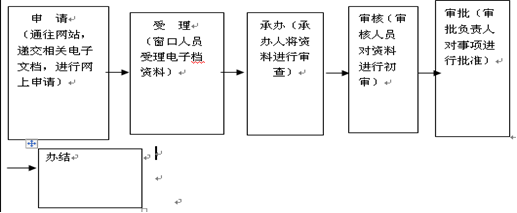 申 请
（通往网站，
递交相关电子
文档，进行网
上申请）
受 理
（窗口人员
受理电子档
资料）
承办（承
办人将资
料进行审
查）
审核（审
核人员
对资料
进行初
审）
审批（审
批负责人
对事项进
行批准）
办结